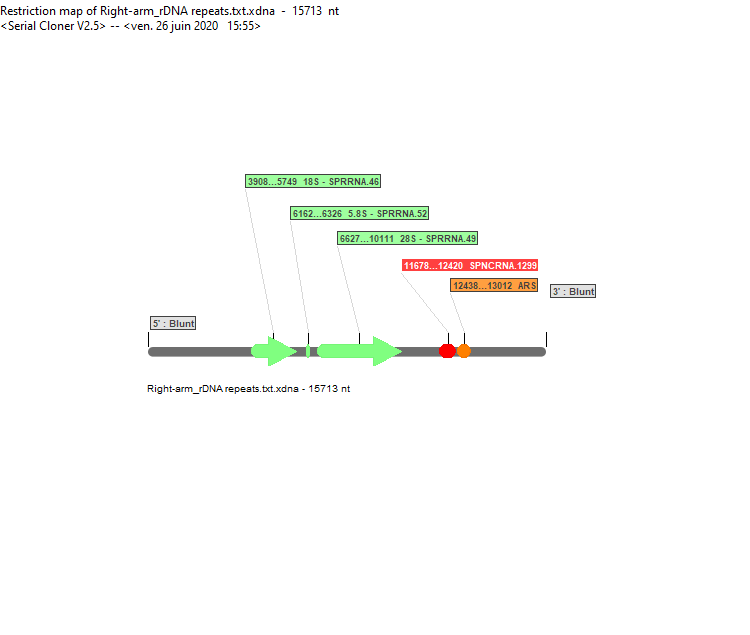 Restriction map of Right-arm_rDNA repeats.txt.xdna - 15713 nt
<Serial Cloner V2.5> -- <ven. 26 juin 2020 15:55>
3908...5749 18S - SPRRNA.46
6162...6326 5.8S - SPRRNA.52
6627...10111 28S - SPRRNA.49
11678...12420 SPNCRNA.1299
12438...13012 ARS
3' : Blunt
5' : Blunt
Right-arm_rDNA repeats.txt.xdna - 15713 nt